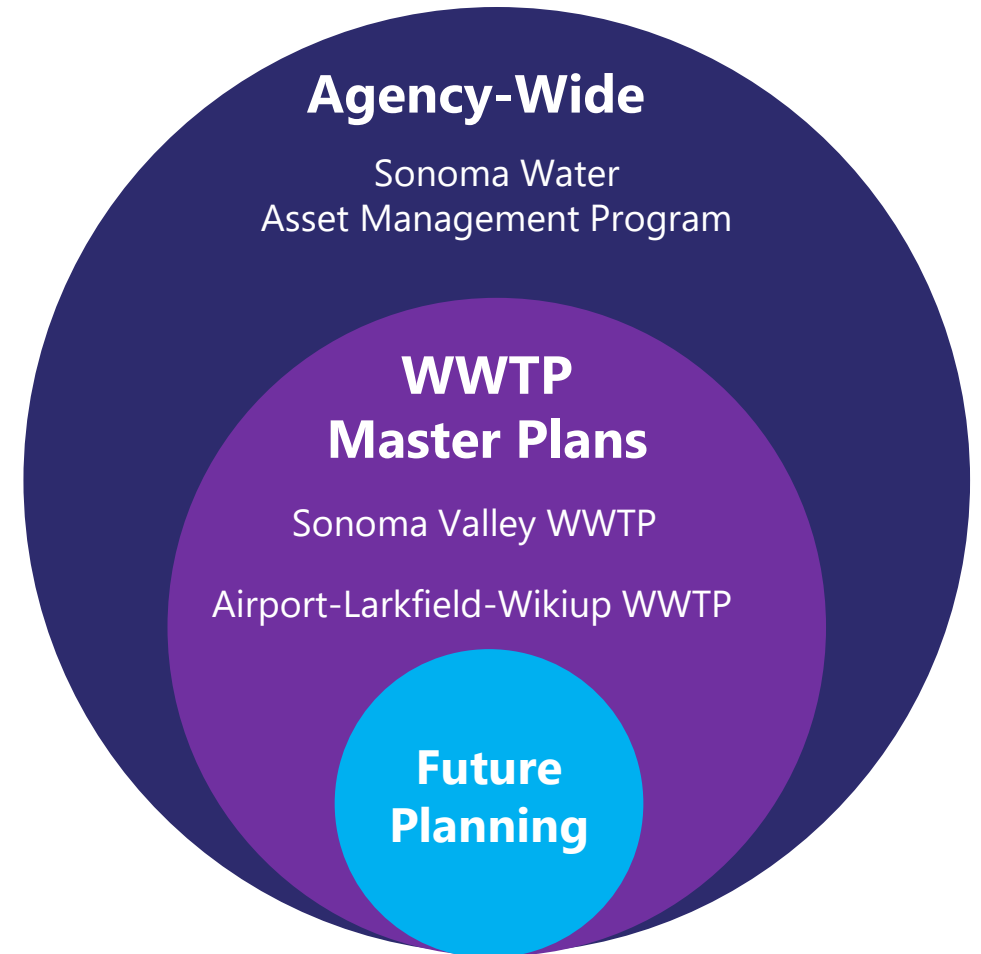 Agency-Wide
Sonoma Water
Asset Management Program
WWTP
Master Plans
Sonoma Valley WWTP
Airport-Larkfield-Wikiup WWTP
Future
Planning